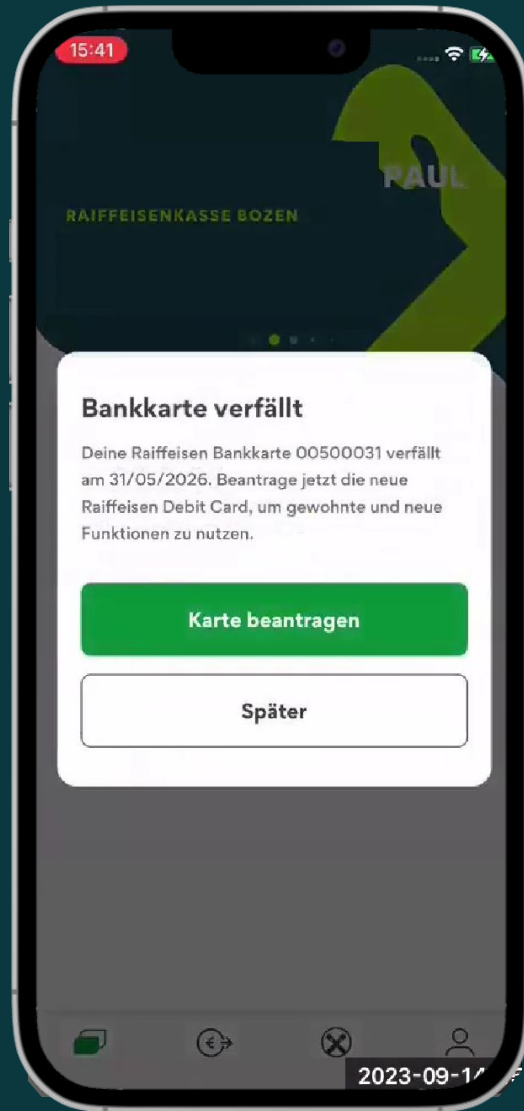 15:41
PAUL
RAIFFEISENKASSE BOZEN
Bankkarte verfällt
Deine Raiffeisen Bankkarte 00500031 verfällt
am 31/05/2026. Beantrage jetzt die neue
Raiffeisen Debit Card, um gewohnte und neue
Funktionen zu nutzen.
Karte beantragen
Später
2023-09-14